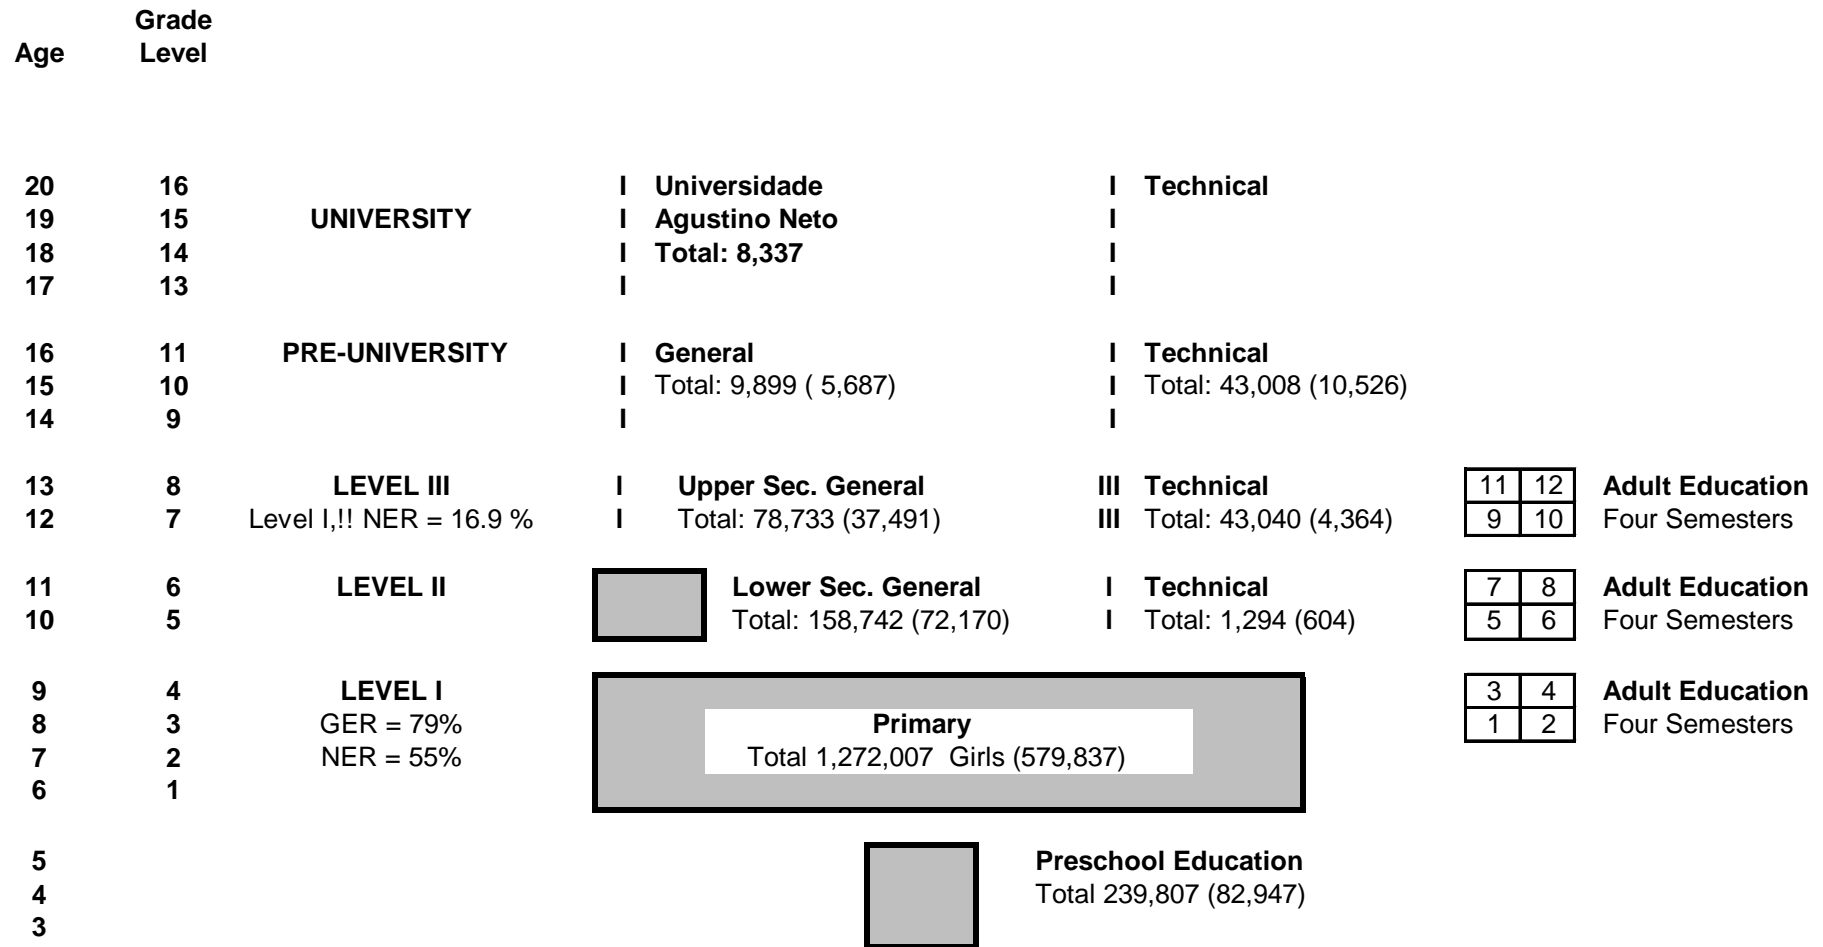 Grade
Age Level
20 16 I Universidade I Technical
19 15 UNIVERSITY I Agustino Neto I
18 14 I Total: 8,337 I
17 13 I I
16 11 PRE-UNIVERSITY I General I Technical
15 10 I Total: 9,899 ( 5,687) I Total: 43,008 (10,526)
14 9 I I
13 8 LEVEL III I Upper Sec. General III Technical 11 12 Adult Education
12 7 Level I,!! NER = 16.9 % I Total: 78,733 (37,491) III Total: 43,040 (4,364) 9 10 Four Semesters
11 6 LEVEL II Lower Sec. General I Technical 7 8 Adult Education
10 5 Total: 158,742 (72,170) I Total: 1,294 (604) 5 6 Four Semesters
9 4 LEVEL I 3 4 Adult Education
8 3 GER = 79% Primary 1 2 Four Semesters
7 2 NER = 55% Total 1,272,007 Girls (579,837)
6 1
5 Preschool Education
4 Total 239,807 (82,947)
3